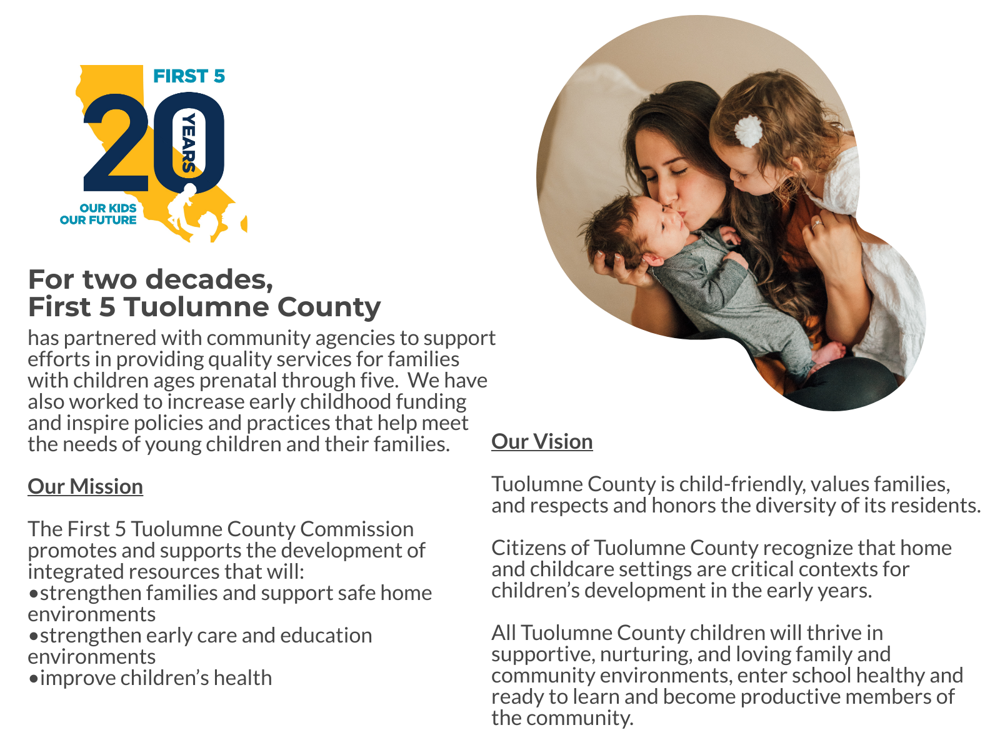 FIRST 5
20
YEARS
OUR KIDS
OUR FUTURE
For two decades,
First 5 Tuolumne County
has partnered with community agencies to support
efforts in providing quality services for families
with children ages prenatal through five.  We have
also worked to increase early childhood funding
and inspire policies and practices that help meet
the needs of young children and their families.
Our Mission
The First 5 Tuolumne County Commission
promotes and supports the development of
integrated resources that will:
•strengthen families and support safe home
environments
•strengthen early care and education
environments
•improve children’s health
Our Vision
Tuolumne County is child-friendly, values families,
and respects and honors the diversity of its residents.
Citizens of Tuolumne County recognize that home
and childcare settings are critical contexts for
children’s development in the early years.
All Tuolumne County children will thrive in
supportive, nurturing, and loving family and
community environments, enter school healthy and
ready to learn and become productive members of
the community.